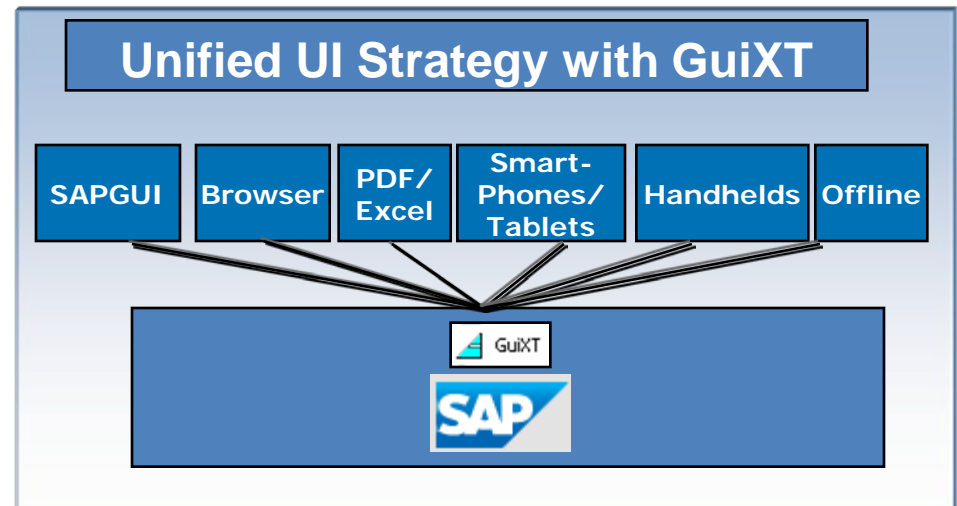 Unified UI Strategy with GuiXT
SAPGUI
Browser
PDF/
Excel
Smart-
Phones/
Tablets
Handhelds
Offline
GuiXT
SAP